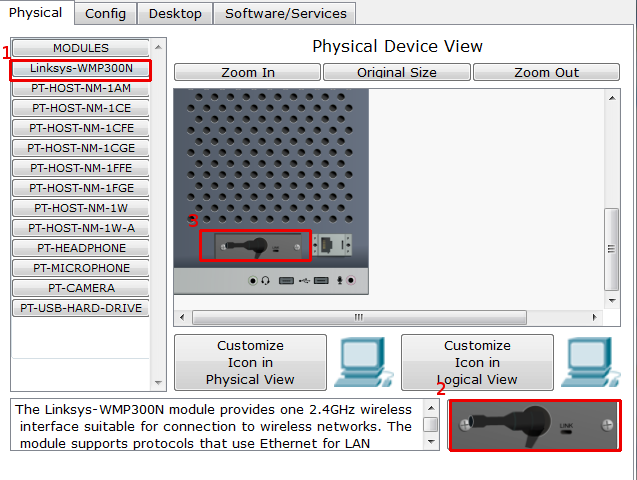 Physical
Config
Desktop
Software/Services
1
MODULES
Linksys-WMP300N
PT-HOST-NM-1AM
PT-HOST-NM-1CE
PT-HOST-NM-1CFE
PT-HOST-NM-1CGE
PT-HOST-NM-1FFE
PT-HOST-NM-1FGE
PT-HOST-NM-1W
PT-HOST-NM-1W-A
PT-HEADPHONE
PT-MICROPHONE
PT-CAMERA
PT-USB-HARD-DRIVE
Physical Device View
Zoom In
Original Size
Zoom Out
3
Customize
Icon in
Physical View
Customize
Icon in
Logical View
The Linksys-WMP300N module provides one 2.4GHz wireless
interface suitable for connection to wireless networks. The
module supports protocols that use Ethernet for LAN
2
LINK